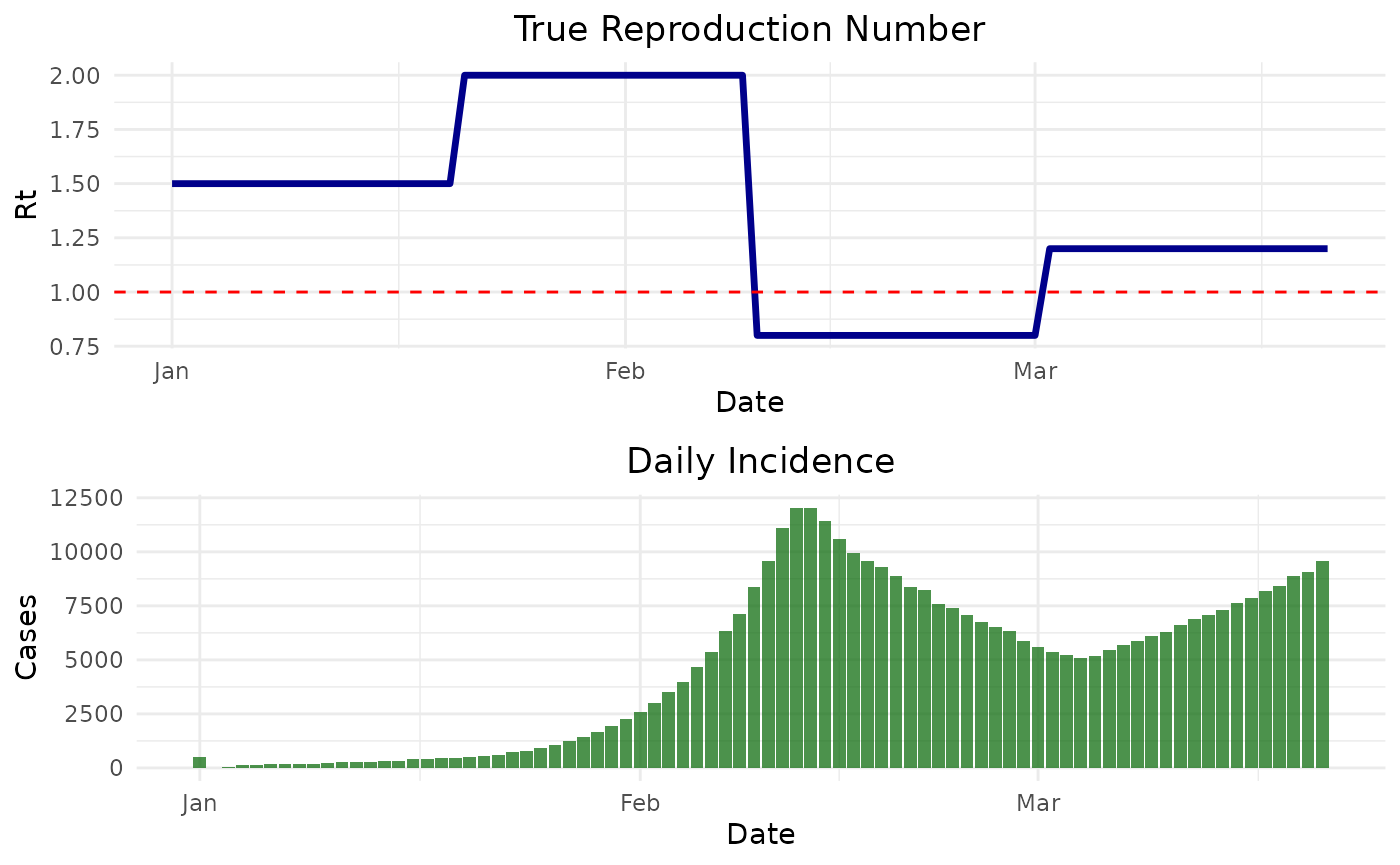 True Reproduction Number
2.00
1.75
1.50
1.25
1.00
0.75
Rt
Jan Feb Mar
Date
Daily Incidence
12500
10000
7500
5000
2500
0
Cases
Jan Feb Mar
Date